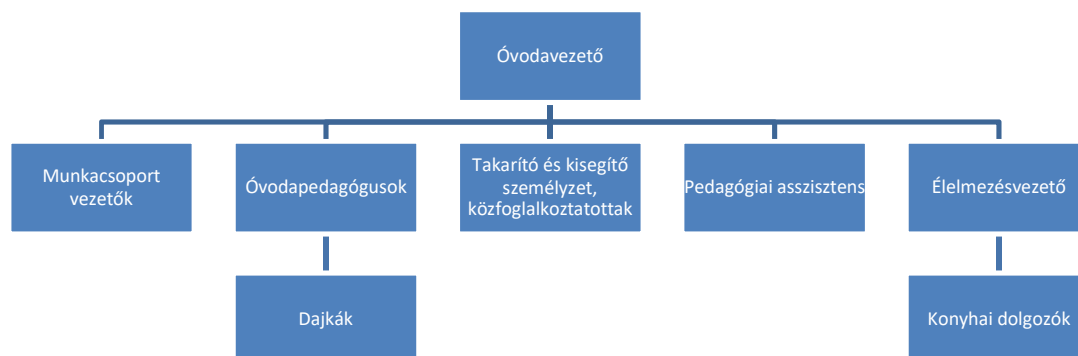 Óvodavezető
Munkacsoport
vezetők
Óvodapedagógusok
Takarító és kisegítő
személyzet,
közfoglalkoztatottak
Pedagógiai asszisztens
Élelmezésvezető
Dajkák
Konyhai dolgozók